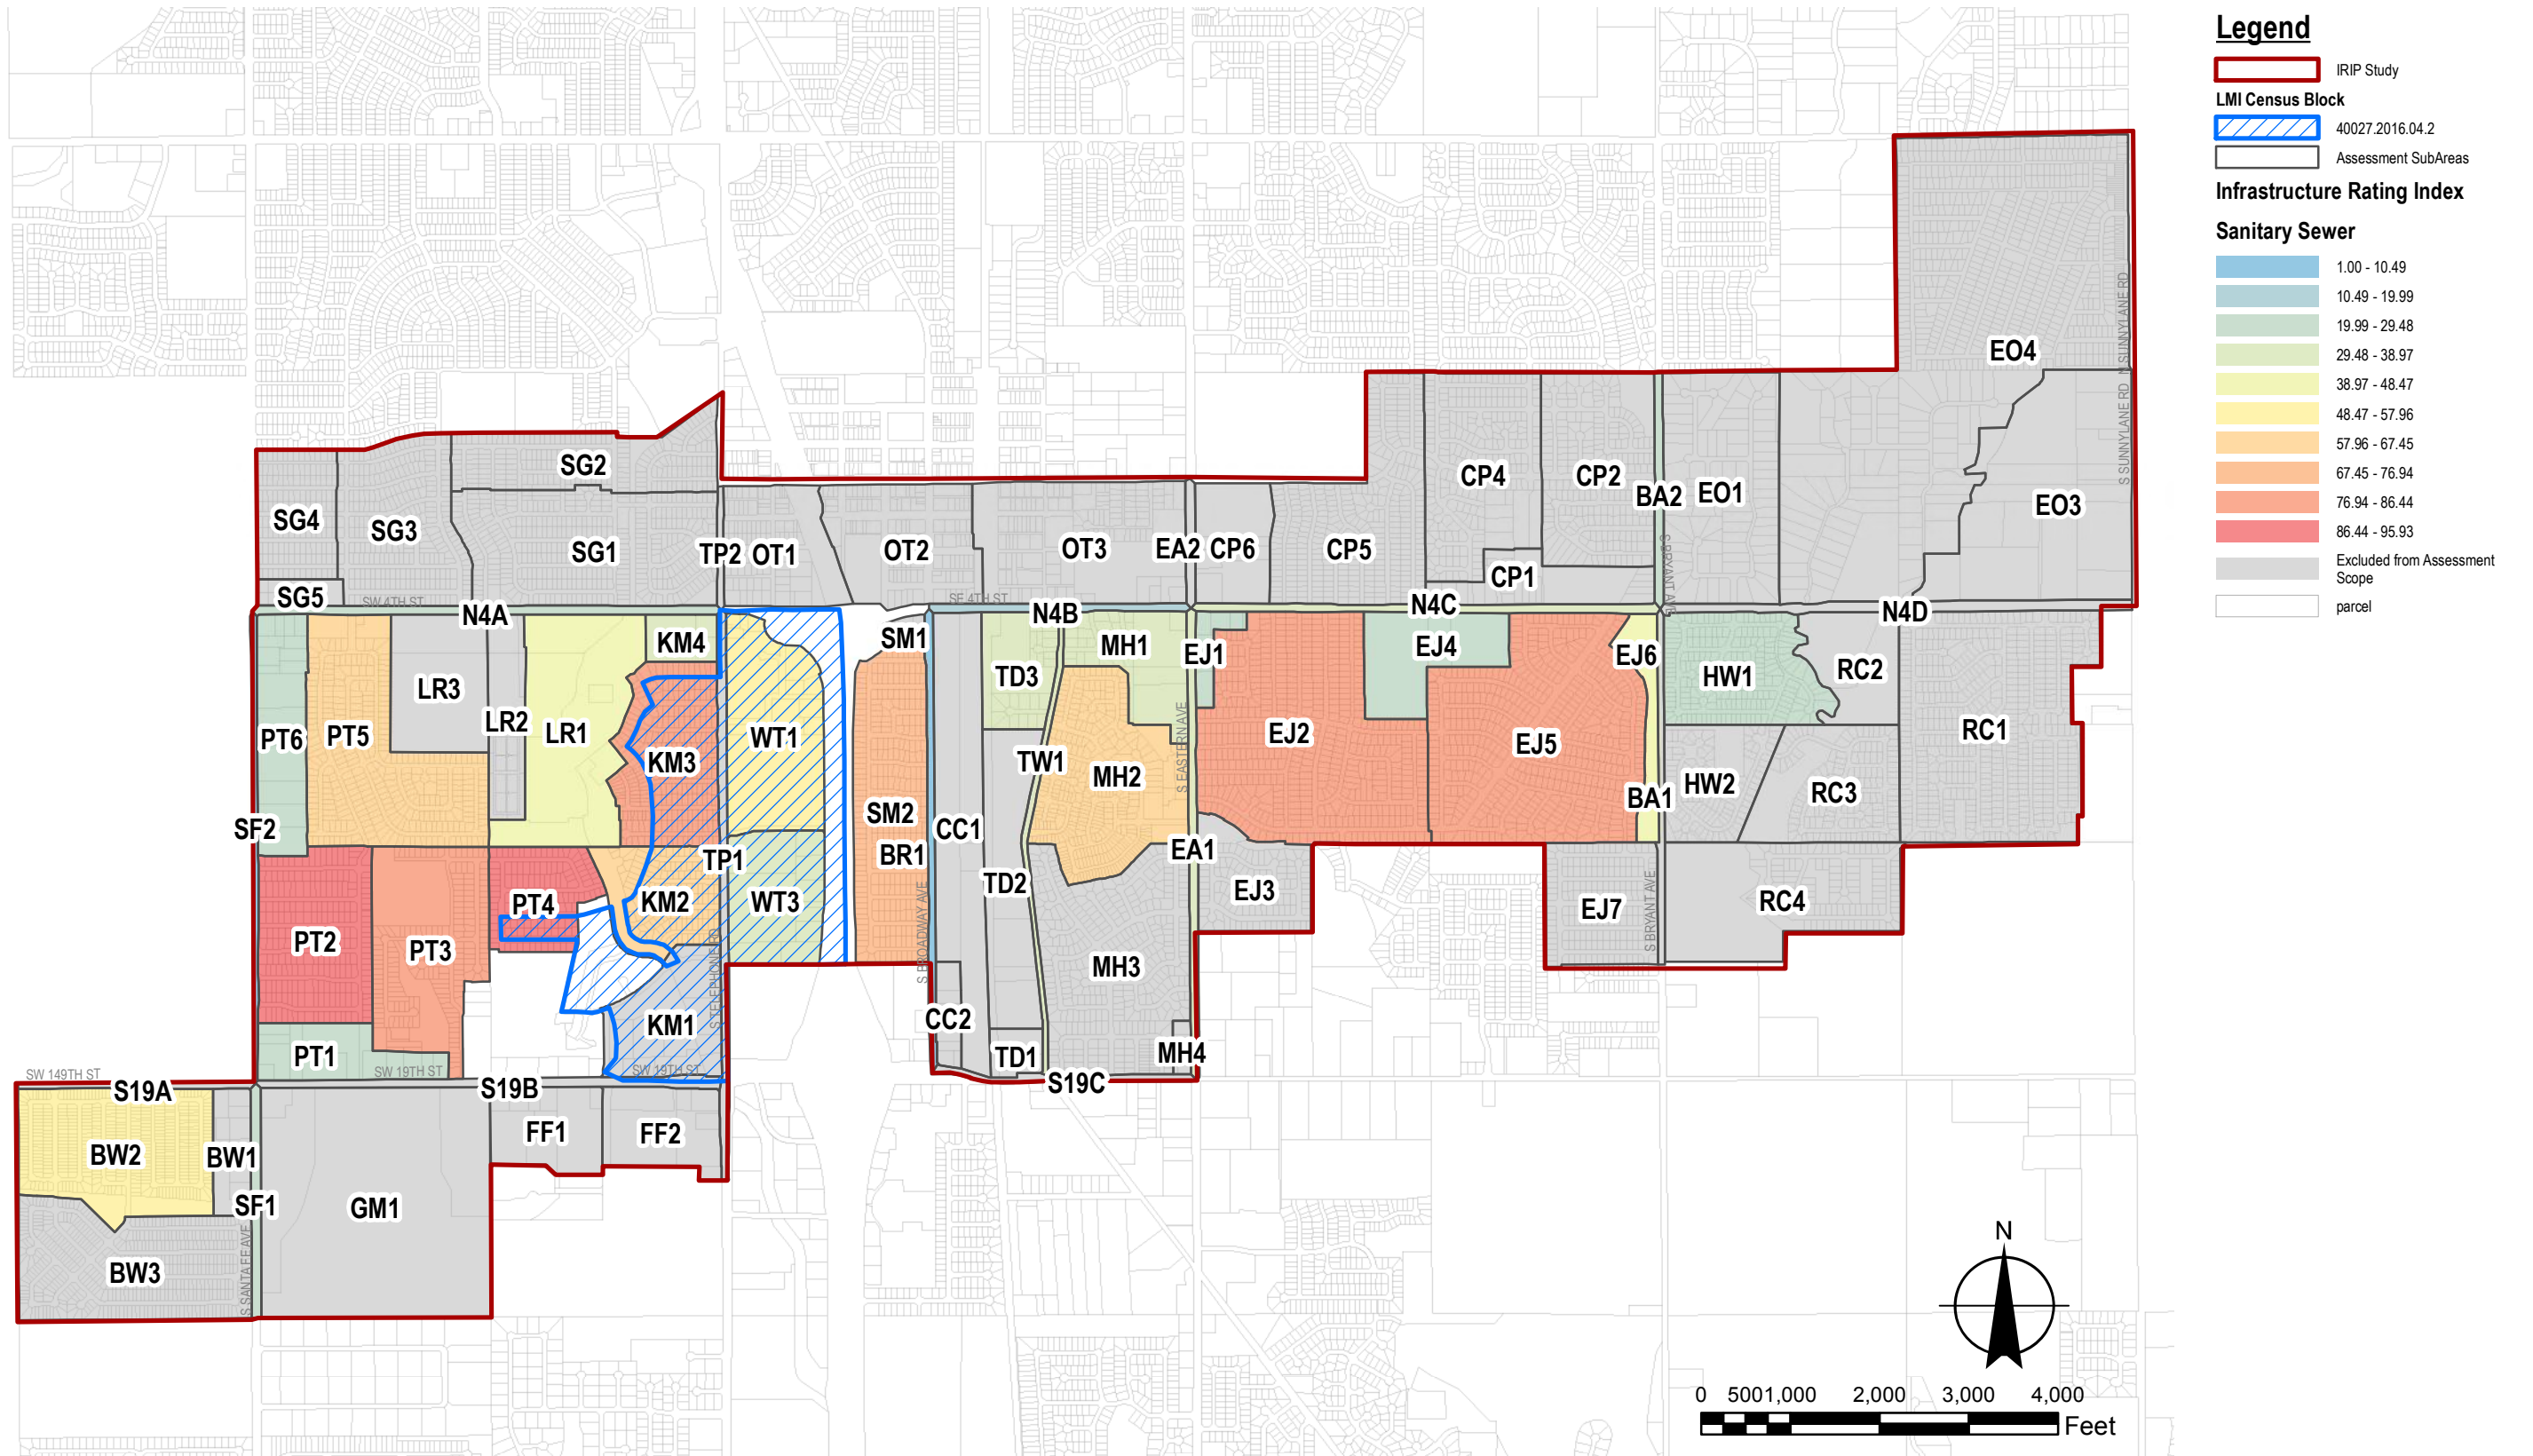 Legend
IRIP Study
LMI Census Block
40027.2016.04.2
Assessment SubAreas
Infrastructure Rating Index
Sanitary Sewer
1.00 - 10.49
10.49 - 19.99
19.99 - 29.48
29.48 - 38.97
38.97 - 48.47
48.47 - 57.96
57.96 - 67.45
67.45 - 76.94
76.94 - 86.44
86.44 - 95.93
Excluded from Assessment
Scope
parcel
N SUNNYLANE RD
S SUNNYLANE RD
EO4
SG2
CP4
CP2
BA2
EO1
EO3
SG4
SG3
SG1
TP2
OT1
OT2
OT3
EA2
CP6
CP5
CP1
S BRYANT AVE
SG5
SW 4TH ST
N4A
SE 4TH ST
N4B
N4C
N4D
KM4
SM1
MH1
EJ1
EJ4
EJ6
HW1
RC2
LR3
TD3
PT6
PT5
LR2
LR1
KM3
WT1
EJ2
EJ5
RC1
TW1
MH2
S EASTERN AVE
HW2
RC3
BA1
SF2
SM2
BR1
CC1
TP1
EA1
PT4
KM2
WT3
TD2
EJ3
EJ7
RC4
S BRYANT AVE
PT2
PT3
S BROADWAY AVE
MH3
S TELEPHONE RD
KM1
CC2
PT1
TD1
MH4
SW 149TH ST
SW 19TH ST
SW 19TH ST
S19A
S19B
S19C
BW2
BW1
SF1
GM1
FF1
FF2
S SANTA FE AVE
BW3
N
0 500 1,000 2,000 3,000 4,000
Feet